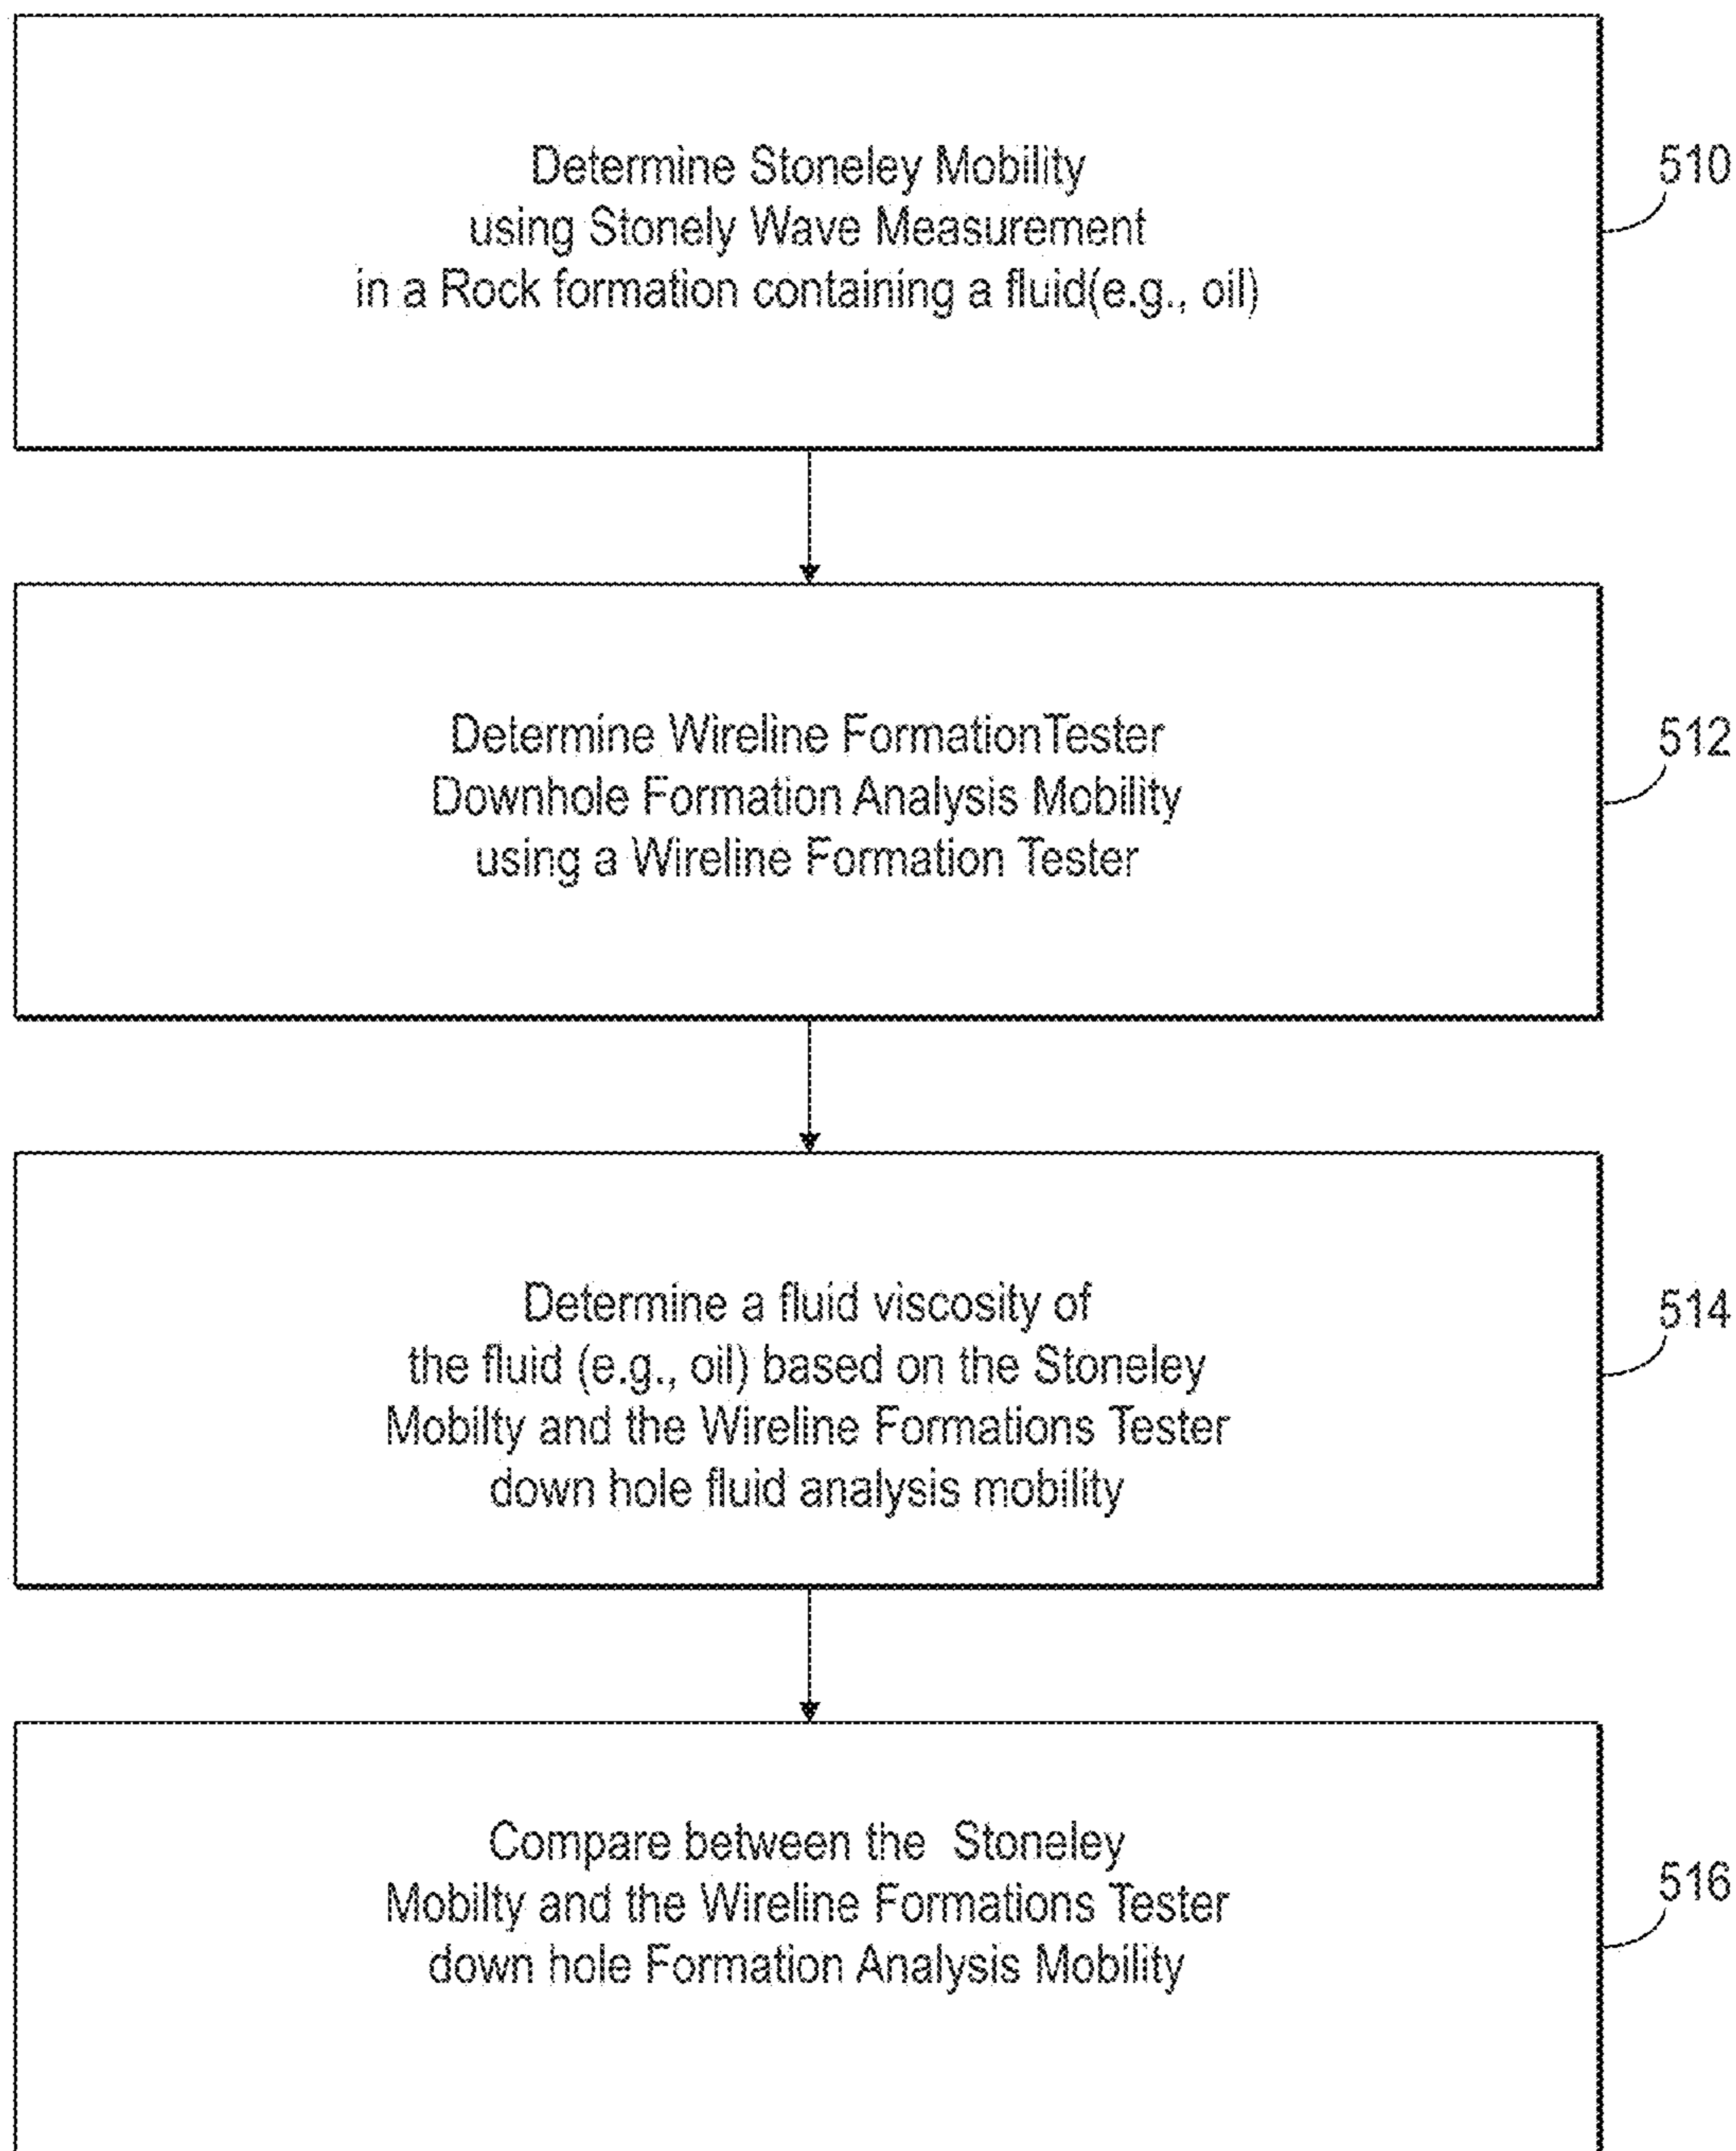 Determine Stoneley Mobility
using Stonely Wave Measurement
in a Rock formation containing a fluid(e.g., oil)
510
Determine Wireline FormationTester
Downhole Formation Analysis Mobility
using a Wireline Formation Tester
512
Determine a fluid viscosity of
the fluid (e.g., oil) based on the Stoneley
Mobilty and the Wireline Formations Tester
down hole fluid analysis mobility
514
Compare between the Stoneley
Mobilty and the Wireline Formations Tester
down hole Formation Analysis Mobility
516